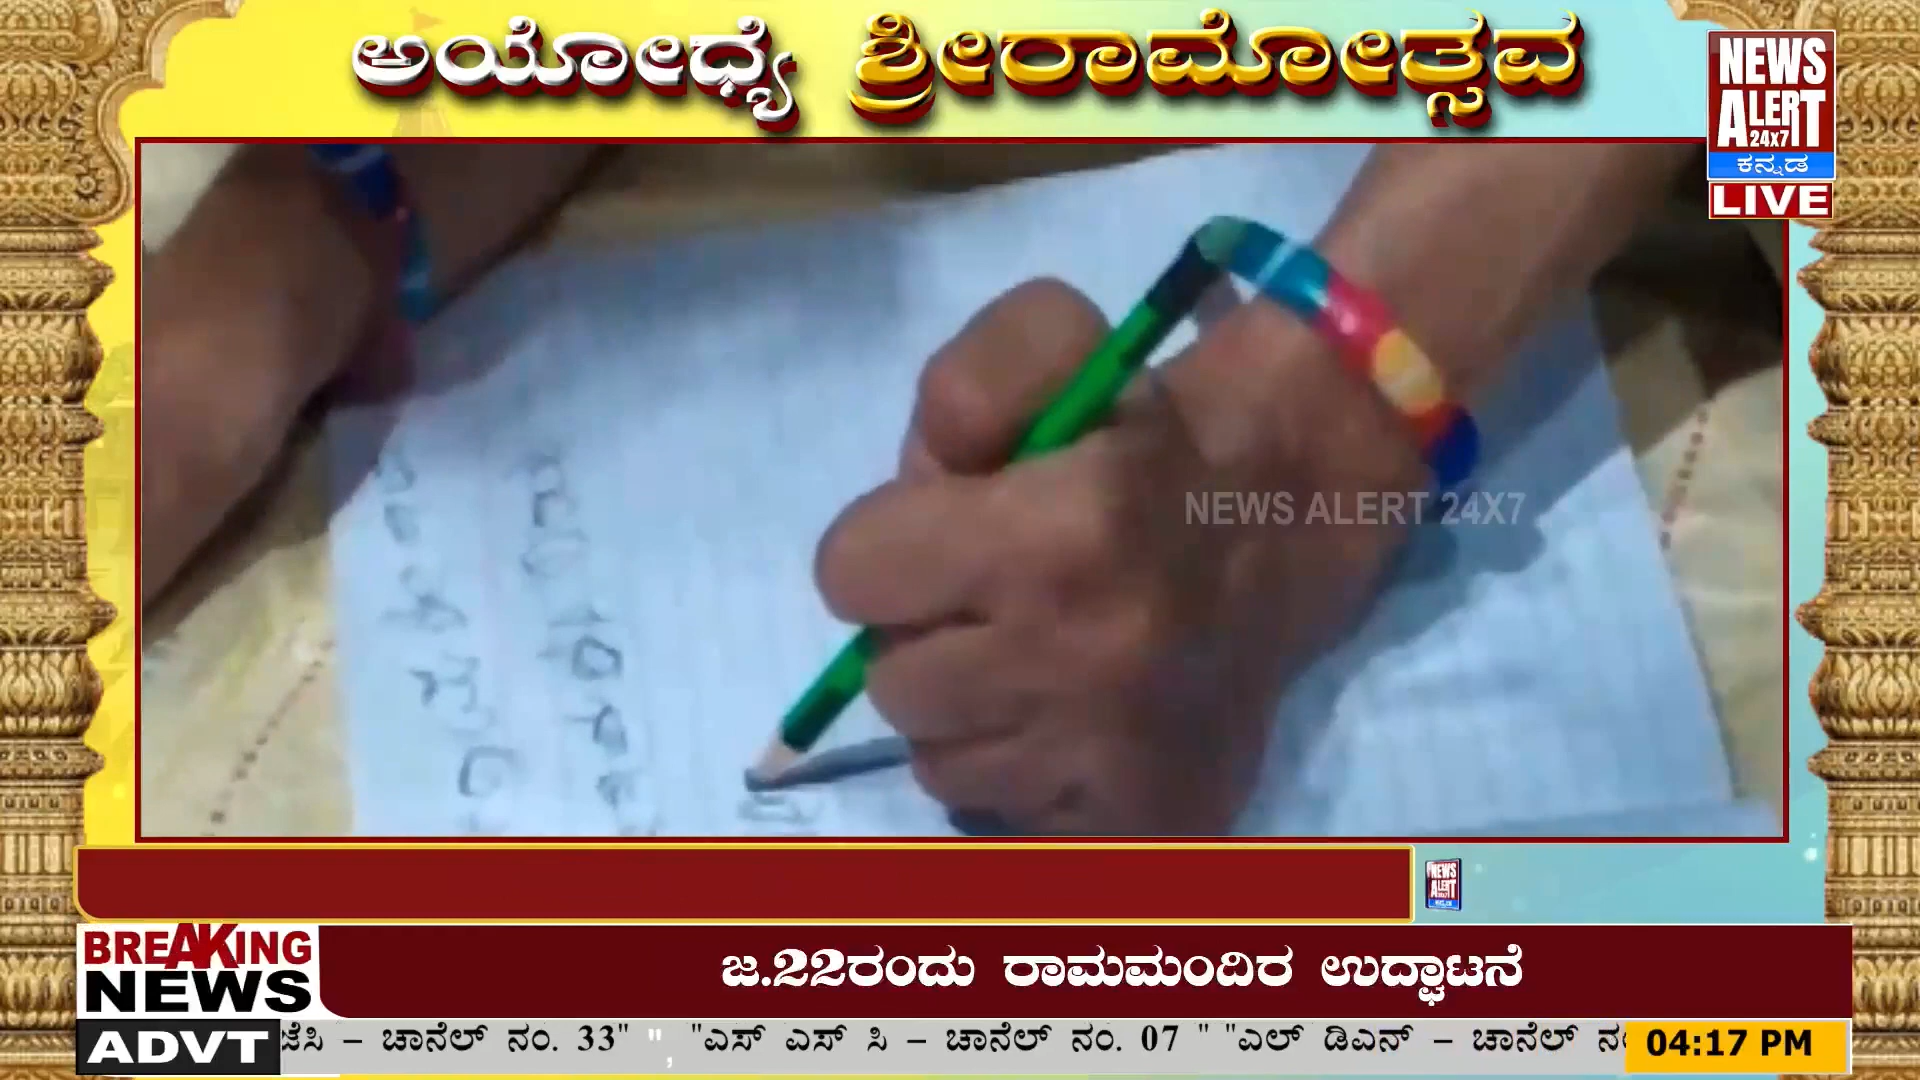 ಅಯೋಧ್ಯೆ ಶ್ರೀರಾಮೋತ್ಸವ
NEWS
ALERT
24x7
ಕನ್ನಡ
LIVE
NEWS ALERT 24X7
BREAKING
NEWS
ಜ.22ರಂದು ರಾಮಮಂದಿರ ಉದ್ಘಾಟನೆ
ADVT
ಚೆಸಿ – ಚಾನೆಲ್ ನಂ. 33" ", "ಎಸ್ ಎಸ್ ಸಿ – ಚಾನೆಲ್ ನಂ. 07 " "ಎಲ್ ಡಿಎನ್ – ಚಾನೆಲ್
04:17 PM